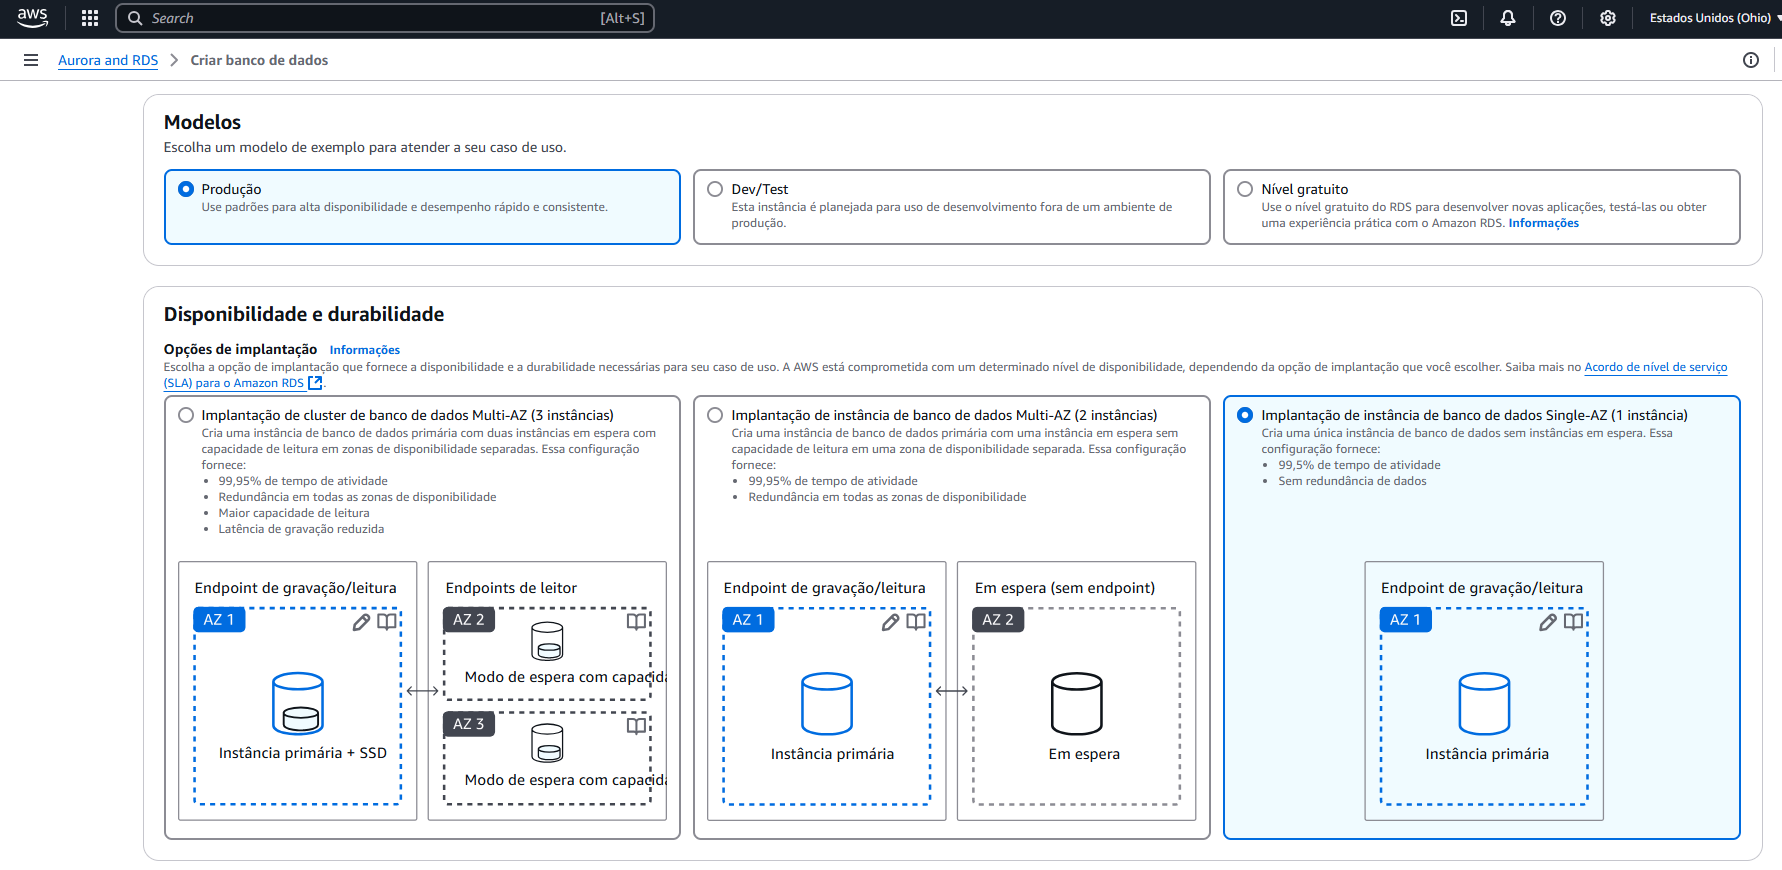 aws
Search
[Alt+S]
Estados Unidos (Ohio)
Aurora and RDS
Criar banco de dados
Modelos
Escolha um modelo de exemplo para atender a seu caso de uso.
Produção
Use padrões para alta disponibilidade e desempenho rápido e consistente.
Dev/Test
Esta instância é planejada para uso de desenvolvimento fora de um ambiente de
produção.
Nível gratuito
Use o nível gratuito do RDS para desenvolver novas aplicações, testá-las ou obter
uma experiência prática com o Amazon RDS. Informações
Disponibilidade e durabilidade
Opções de implantação Informações
Escolha a opção de implantação que fornece a disponibilidade e a durabilidade necessárias para seu caso de uso. A AWS está comprometida com um determinado nível de disponibilidade, dependendo da opção de implantação que você escolher. Saiba mais no Acordo de nível de serviço
(SLA) para o Amazon RDS.
Implantação de cluster de banco de dados Multi-AZ (3 instâncias)
Cria uma instância de banco de dados primária com duas instâncias em espera com
capacidade de leitura em zonas de disponibilidade separadas. Essa configuração
fornece:
• 99,95% de tempo de atividade
• Redundância em todas as zonas de disponibilidade
• Maior capacidade de leitura
• Latência de gravação reduzida
Endpoint de gravação/leitura
AZ 1
Instância primária + SSD
Endpoints de leitor
AZ 2
Modo de espera com capacida
AZ 3
Modo de espera com capacida
Implantação de instância de banco de dados Multi-AZ (2 instâncias)
Cria uma instância de banco de dados primária com uma instância em espera sem
capacidade de leitura em uma zona de disponibilidade separada. Essa configuração
fornece:
• 99,95% de tempo de atividade
• Redundância em todas as zonas de disponibilidade
Endpoint de gravação/leitura
AZ 1
Instância primária
Em espera (sem endpoint)
AZ 2
Em espera
Implantação de instância de banco de dados Single-AZ (1 instância)
Cria uma única instância de banco de dados sem instâncias em espera. Essa
configuração fornece:
• 99,5% de tempo de atividade
• Sem redundância de dados
Endpoint de gravação/leitura
AZ 1
Instância primária